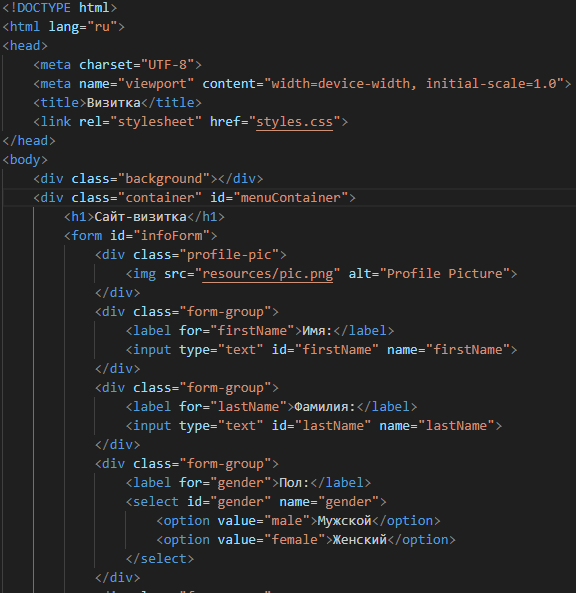 <!DOCTYPE html>
<html lang="ru">
<head>
    <meta charset="UTF-8">
    <meta name="viewport" content="width=device-width, initial-scale=1.0">
    <title>Визитка</title>
    <link rel="stylesheet" href="styles.css">
</head>
<body>
    <div class="background"></div>
    <div class="container" id="menuContainer">
        <h1>Сайт-визитка</h1>
        <form id="infoForm">
            <div class="profile-pic">
                <img src="resources/pic.png" alt="Profile Picture">
            </div>
            <div class="form-group">
                <label for="firstName">Имя:</label>
                <input type="text" id="firstName" name="firstName">
            </div>
            <div class="form-group">
                <label for="lastName">Фамилия:</label>
                <input type="text" id="lastName" name="lastName">
            </div>
            <div class="form-group">
                <label for="gender">Пол:</label>
                <select id="gender" name="gender">
                    <option value="male">Мужской</option>
                    <option value="female">Женский</option>
                </select>
            </div>